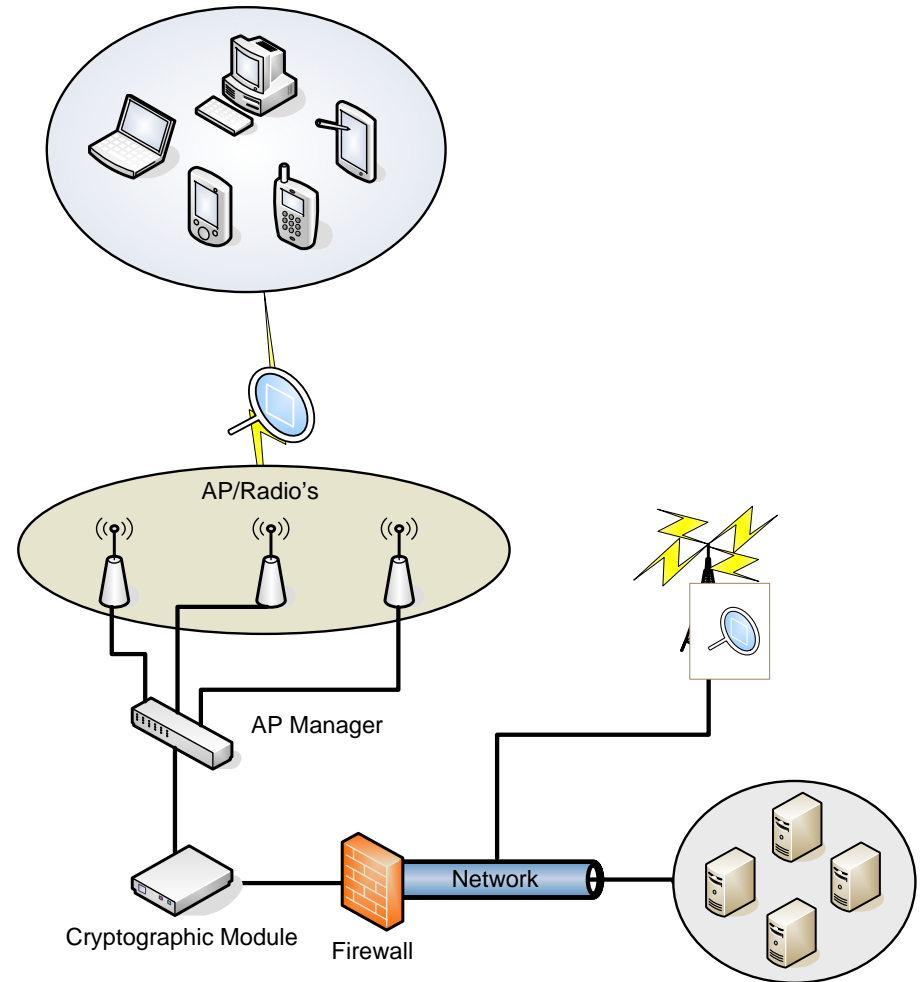 AP/Radio's
AP Manager
Network
Cryptographic Module
Firewall